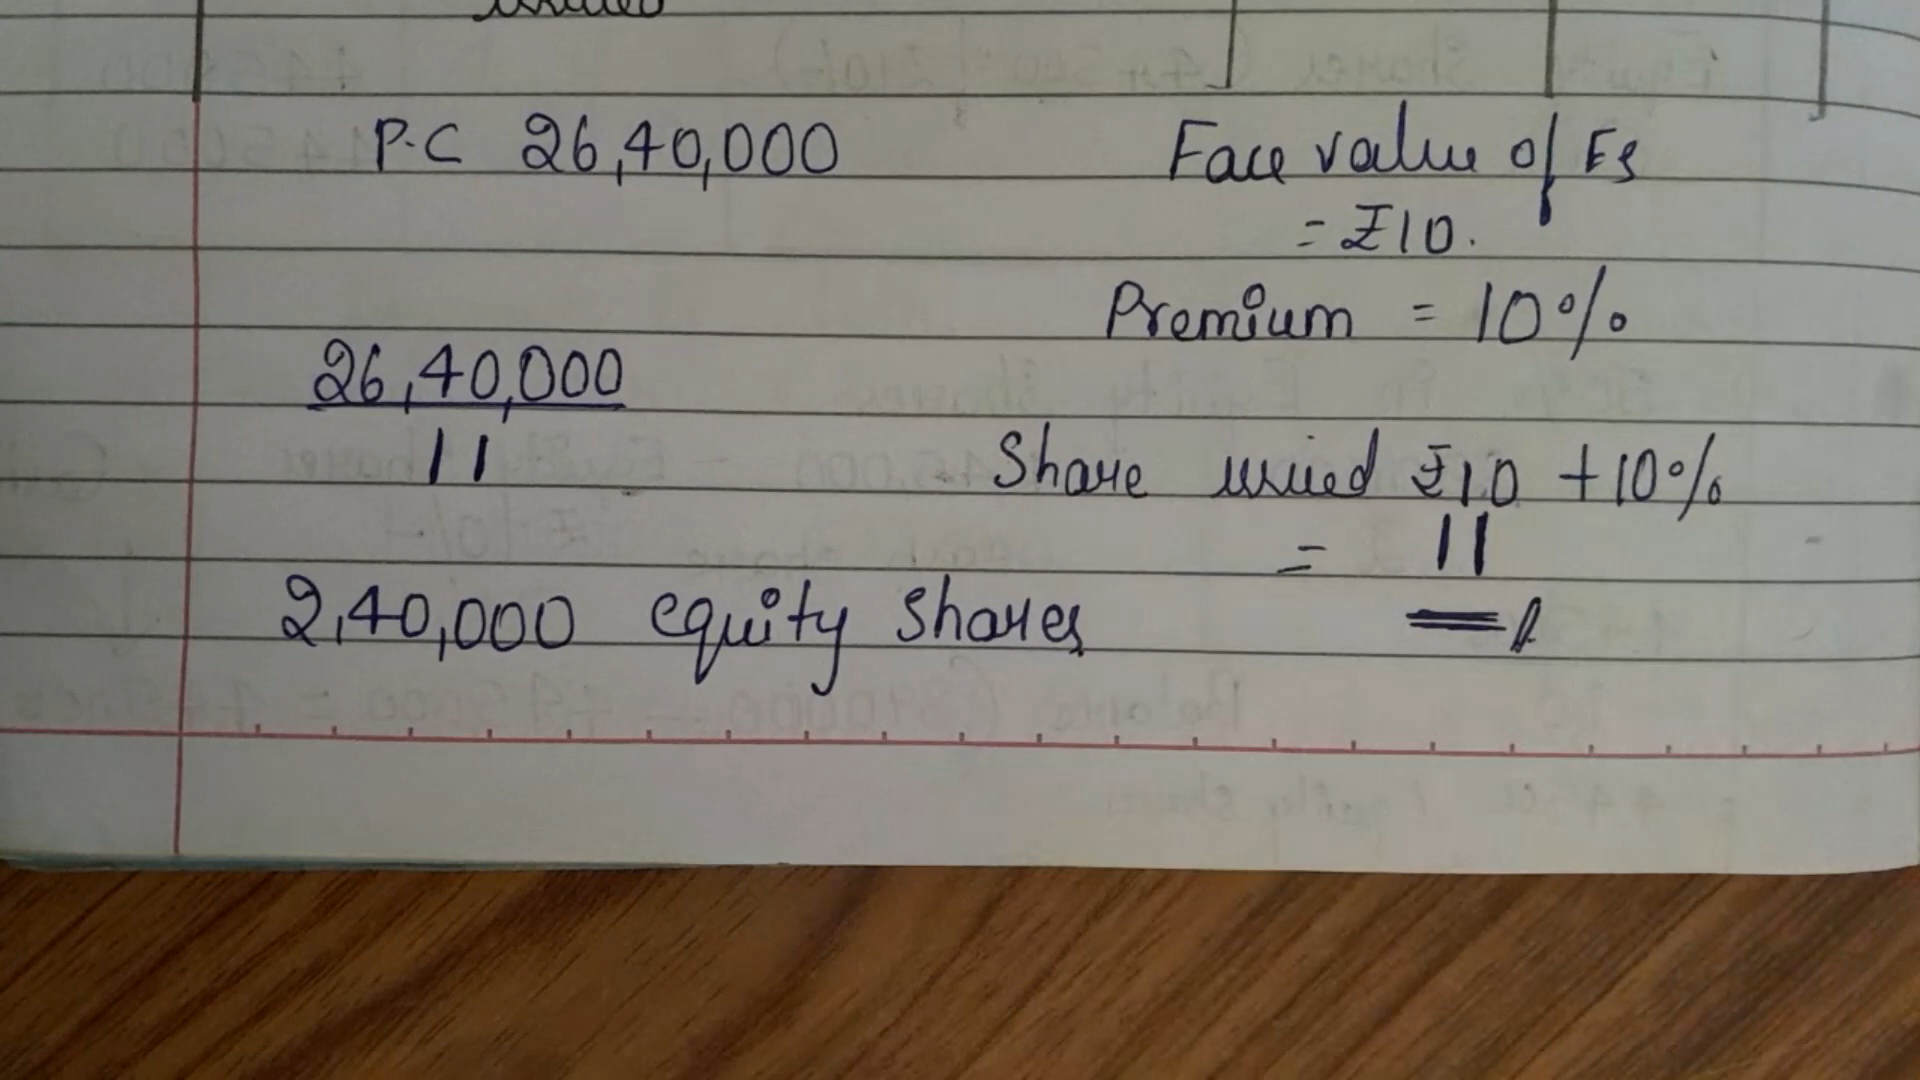 P.C 26,40,000
Face value of Es
= ₹10.
Premium = 10%
26,40,000
11
Share issued ₹10 + 10%
= 11
2,40,000 equity shares